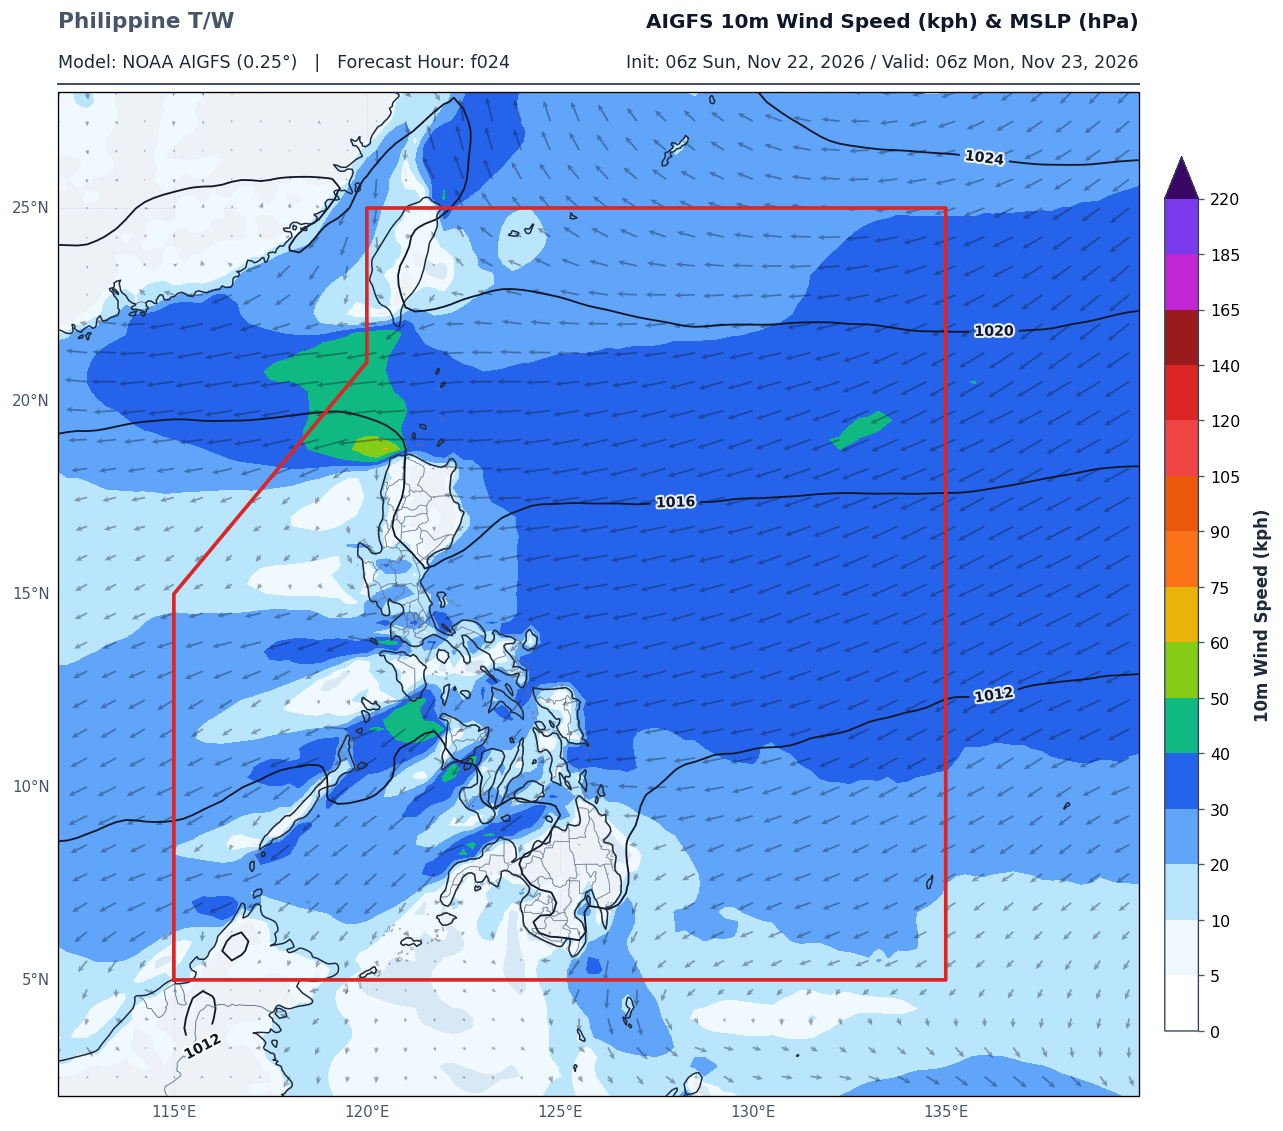 Philippine T/W
AIGFS 10m Wind Speed (kph) & MSLP (hPa)
Model: NOAA AIGFS (0.25°)   |   Forecast Hour: f024
Init: 06z Sun, Nov 22, 2026 / Valid: 06z Mon, Nov 23, 2026
1024
1020
1016
1012
1012
25°N
20°N
15°N
10°N
5°N
115°E
120°E
125°E
130°E
135°E
220
185
165
140
120
105
90
75
60
50
40
30
20
10
5
0
10m Wind Speed (kph)